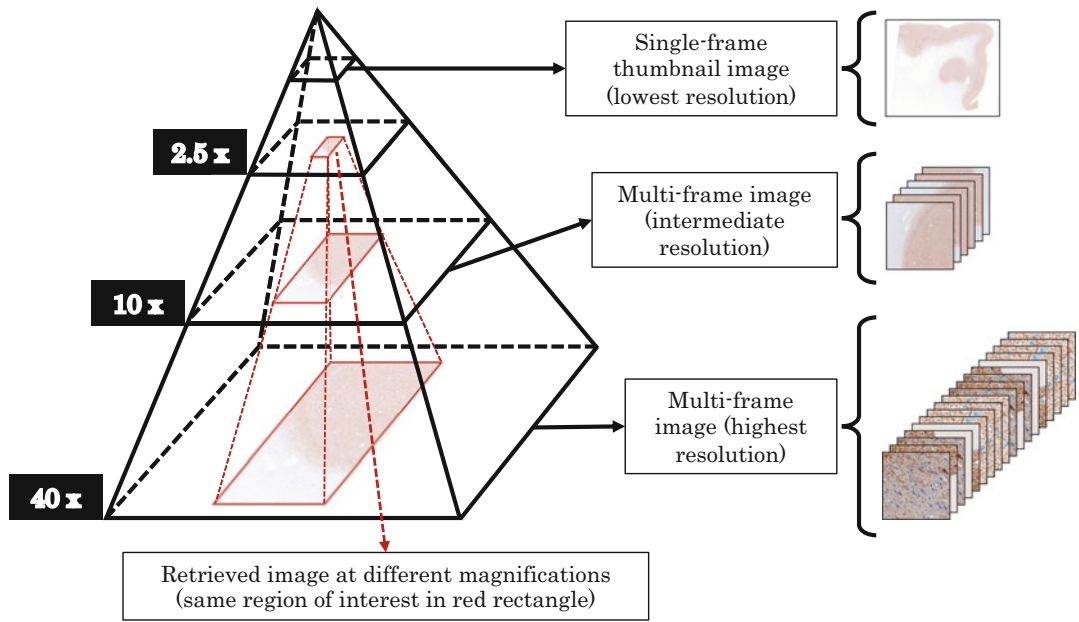 Single-frame
thumbnail image
(lowest resolution)
2.5 x
Multi-frame image
(intermediate
resolution)
10 x
Multi-frame
image (highest
resolution)
40 x
Retrieved image at different magnifications
(same region of interest in red rectangle)